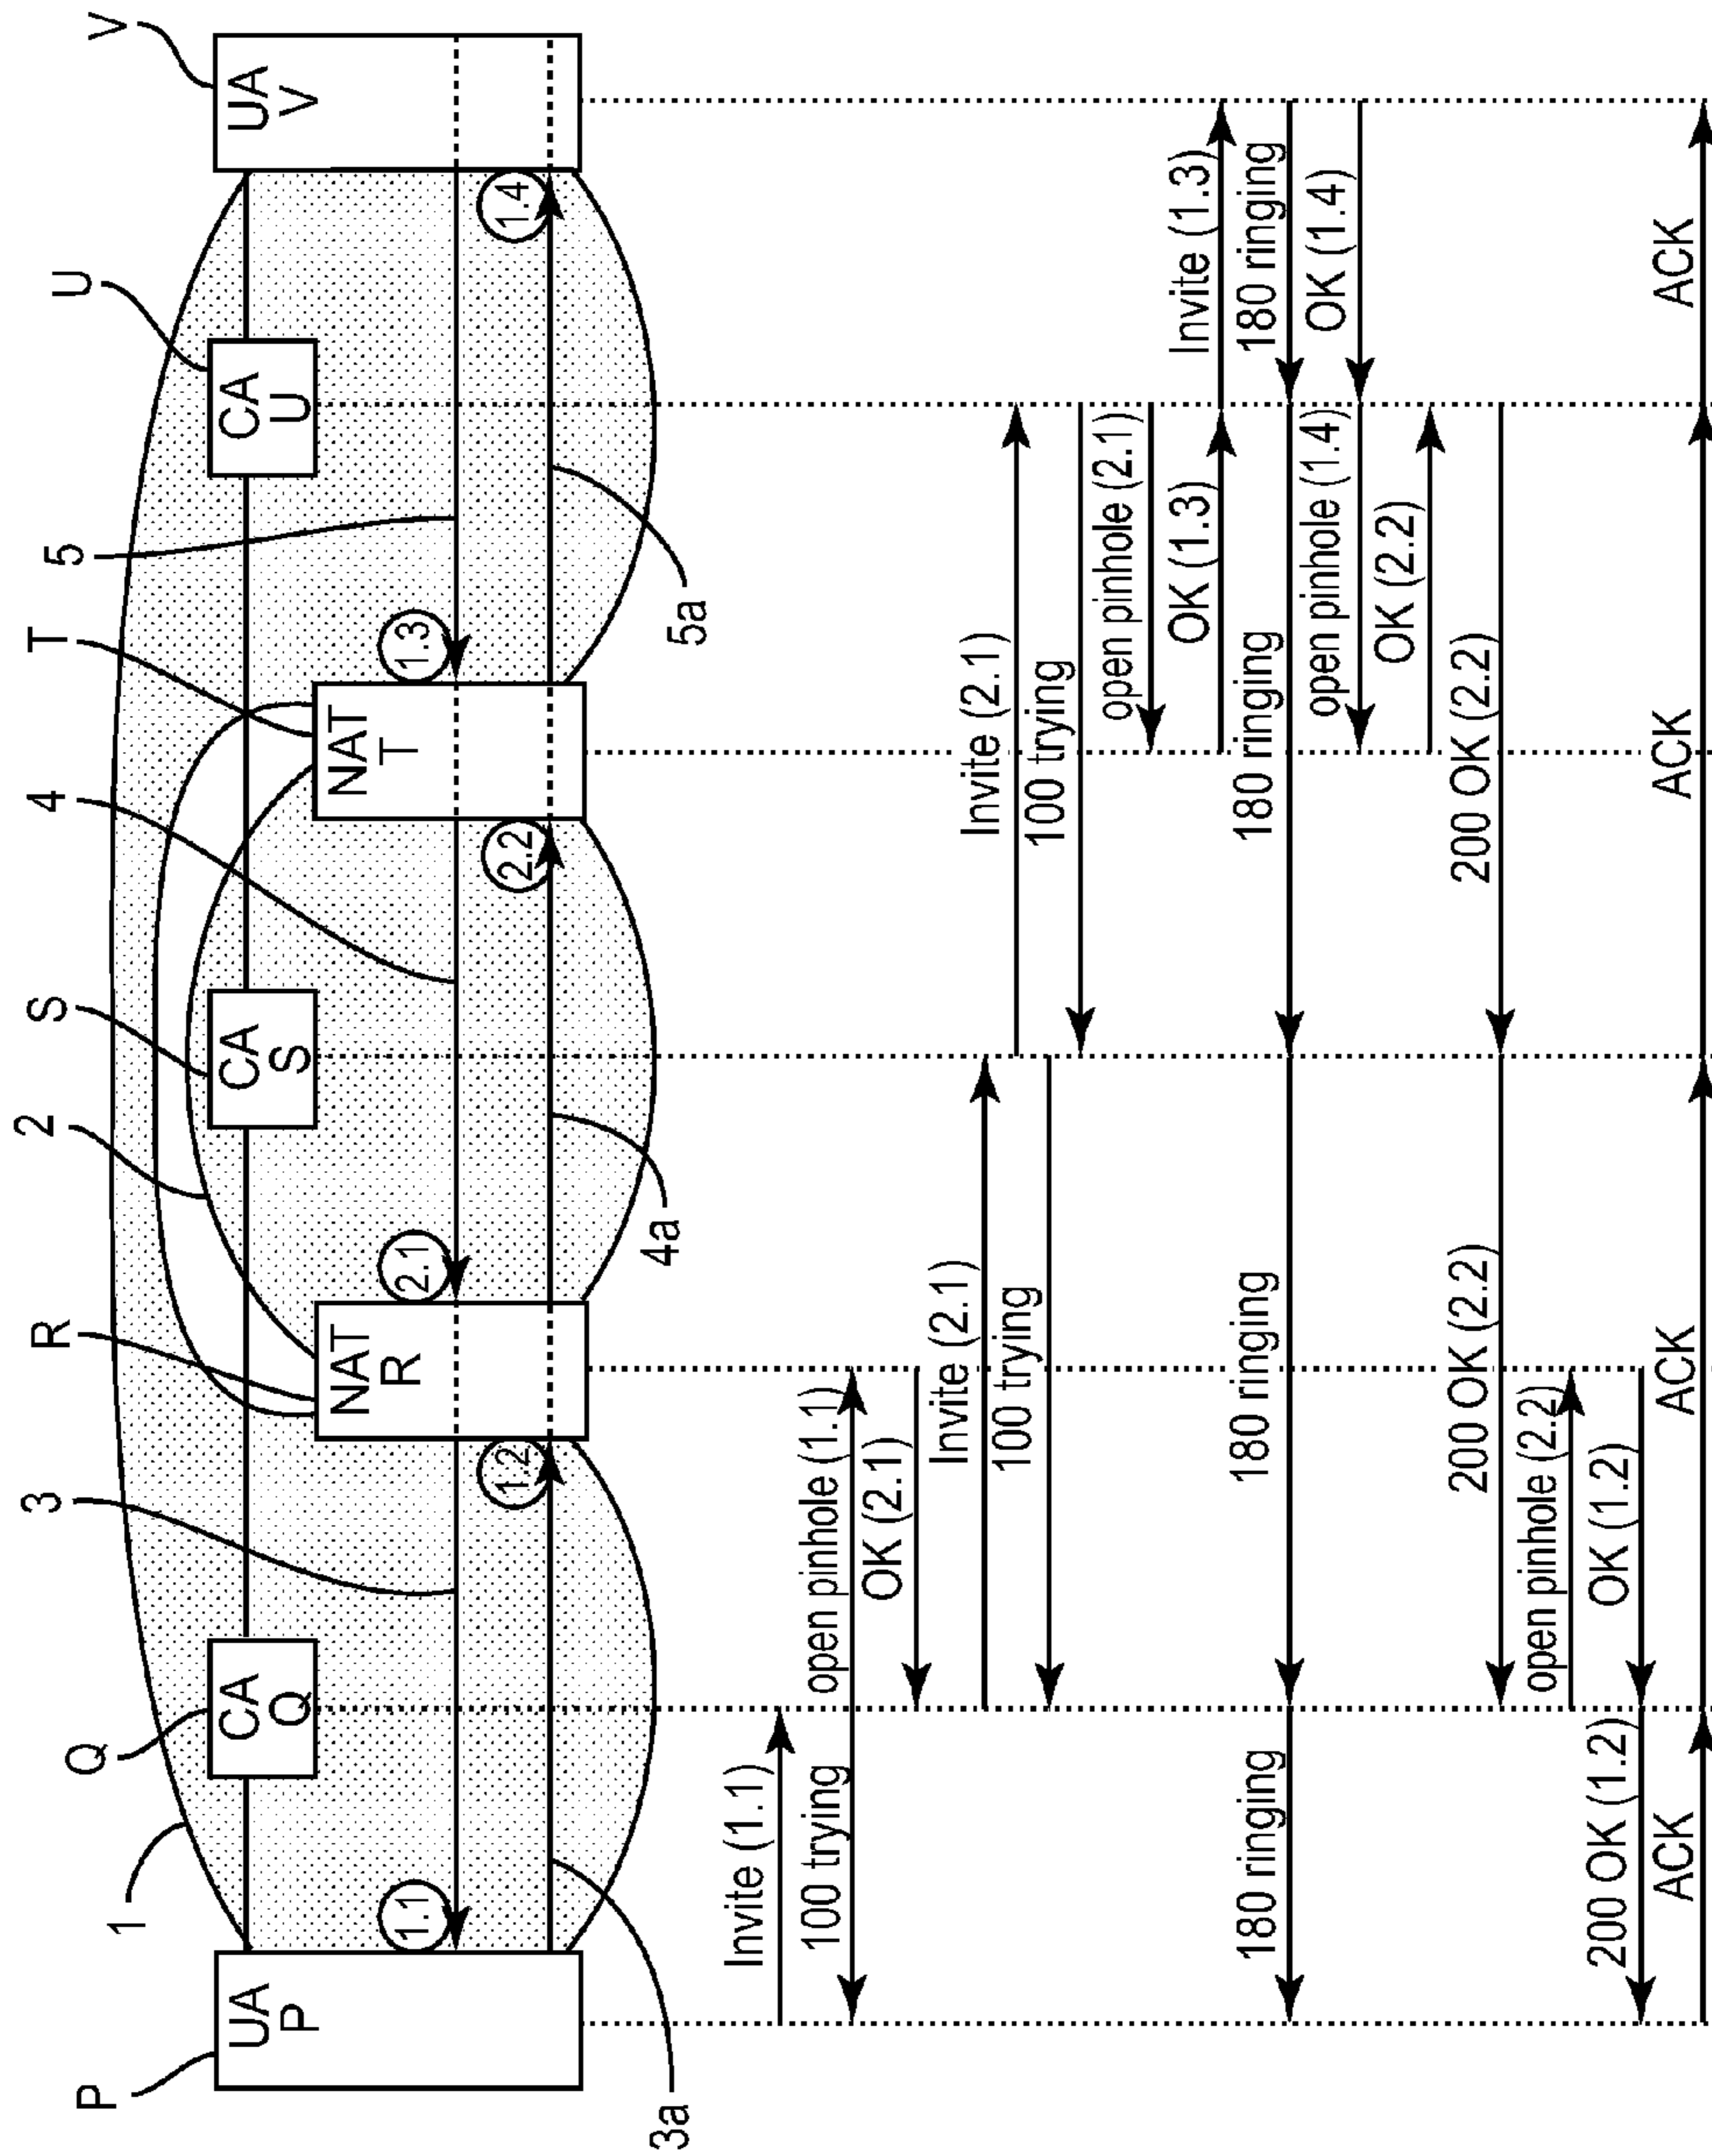 P
1
Q
3
R
2
S
4
T
5
U
V
UA
P
CA
Q
NAT
R
CA
S
NAT
T
CA
U
UA
V
1.1
2.1
1.3
1.2
2.2
1.4
3a
4a
5a
Invite (1.1)
100 trying
open pinhole (1.1)
OK (2.1)
Invite (2.1)
100 trying
Invite (2.1)
100 trying
open pinhole (2.1)
OK (1.3)
Invite (1.3)
180 ringing
180 ringing
180 ringing
180 ringing
open pinhole (1.4)
OK (1.4)
OK (2.2)
200 OK (2.2)
200 OK (2.2)
open pinhole (2.2)
200 OK (1.2)
OK (1.2)
ACK
ACK
ACK
ACK